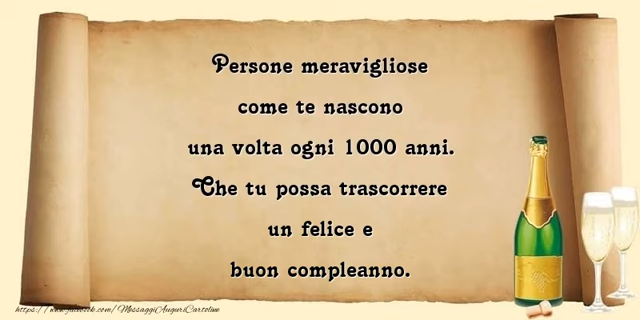 Persone meravigliose
come te nascono
una volta ogni 1000 anni.
Che tu possa trascorrere
un felice e
buon compleanno.
https://www.facebook.com/MessaggiAuguriCartoline